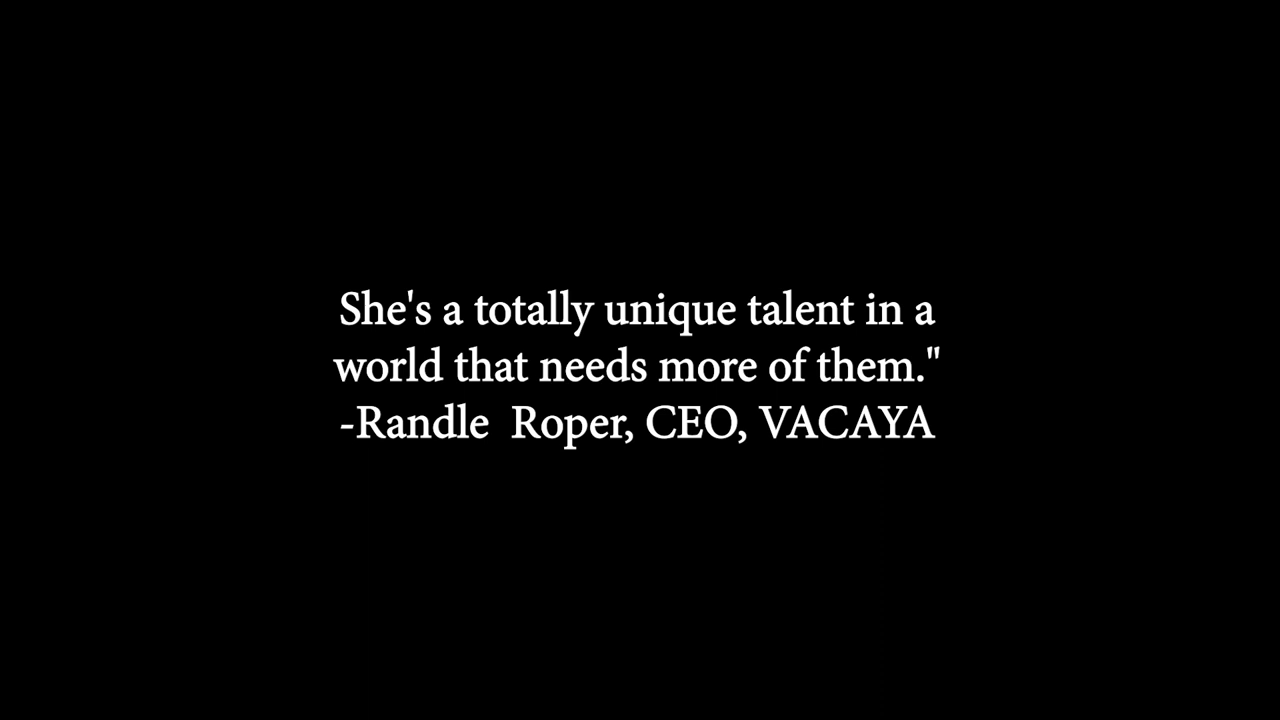 She's a totally unique talent in a
world that needs more of them."
-Randle  Roper, CEO, VACAYA